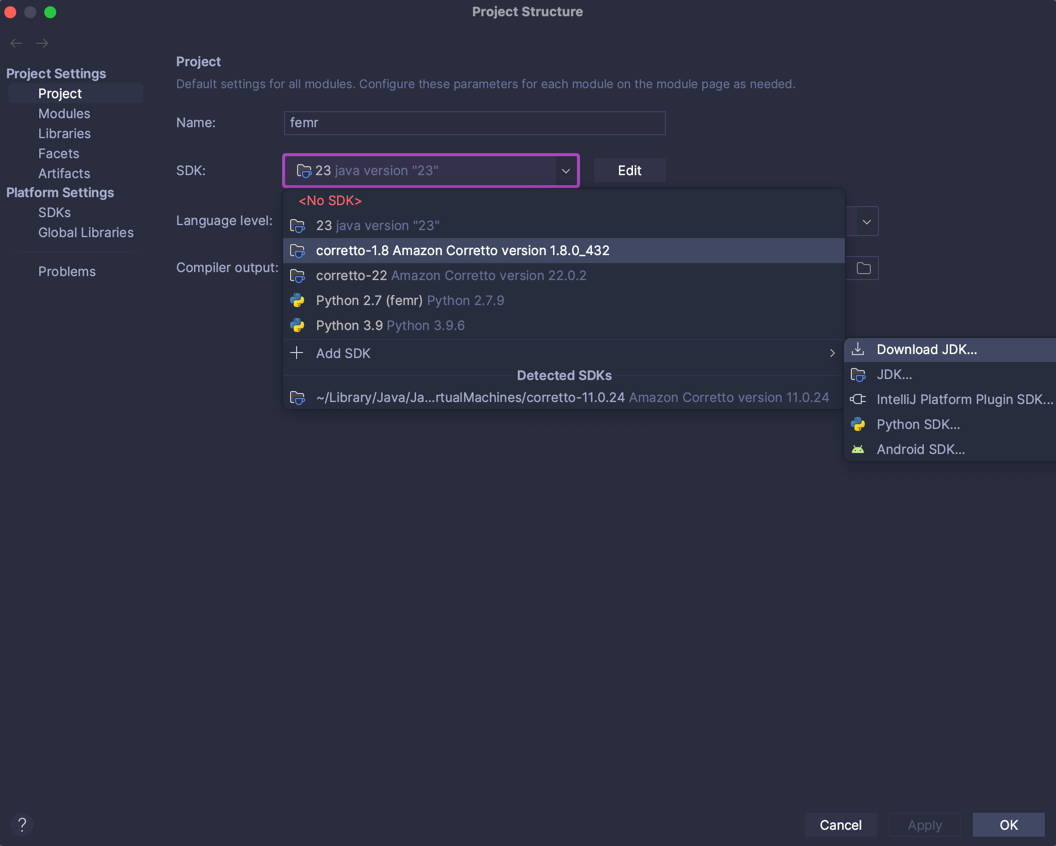 Project Structure
Project Settings
Project
Modules
Libraries
Facets
Artifacts
Platform Settings
SDKs
Global Libraries
Problems
Project
Default settings for all modules. Configure these parameters for each module on the module page as needed.
Name: femr
SDK: 23 java version "23" Edit
<No SDK>
Language level:
23 java version "23"
corretto-1.8 Amazon Corretto version 1.8.0_432
Compiler output:
corretto-22 Amazon Corretto version 22.0.2
Python 2.7 (femr) Python 2.7.9
Python 3.9 Python 3.9.6
Add SDK
Detected SDKs
~/Library/Java/Ja...rtualMachines/corretto-11.0.24 Amazon Corretto version 11.0.24
Download JDK...
JDK...
IntelliJ Platform Plugin SDK...
Python SDK...
Android SDK...
? Cancel Apply OK